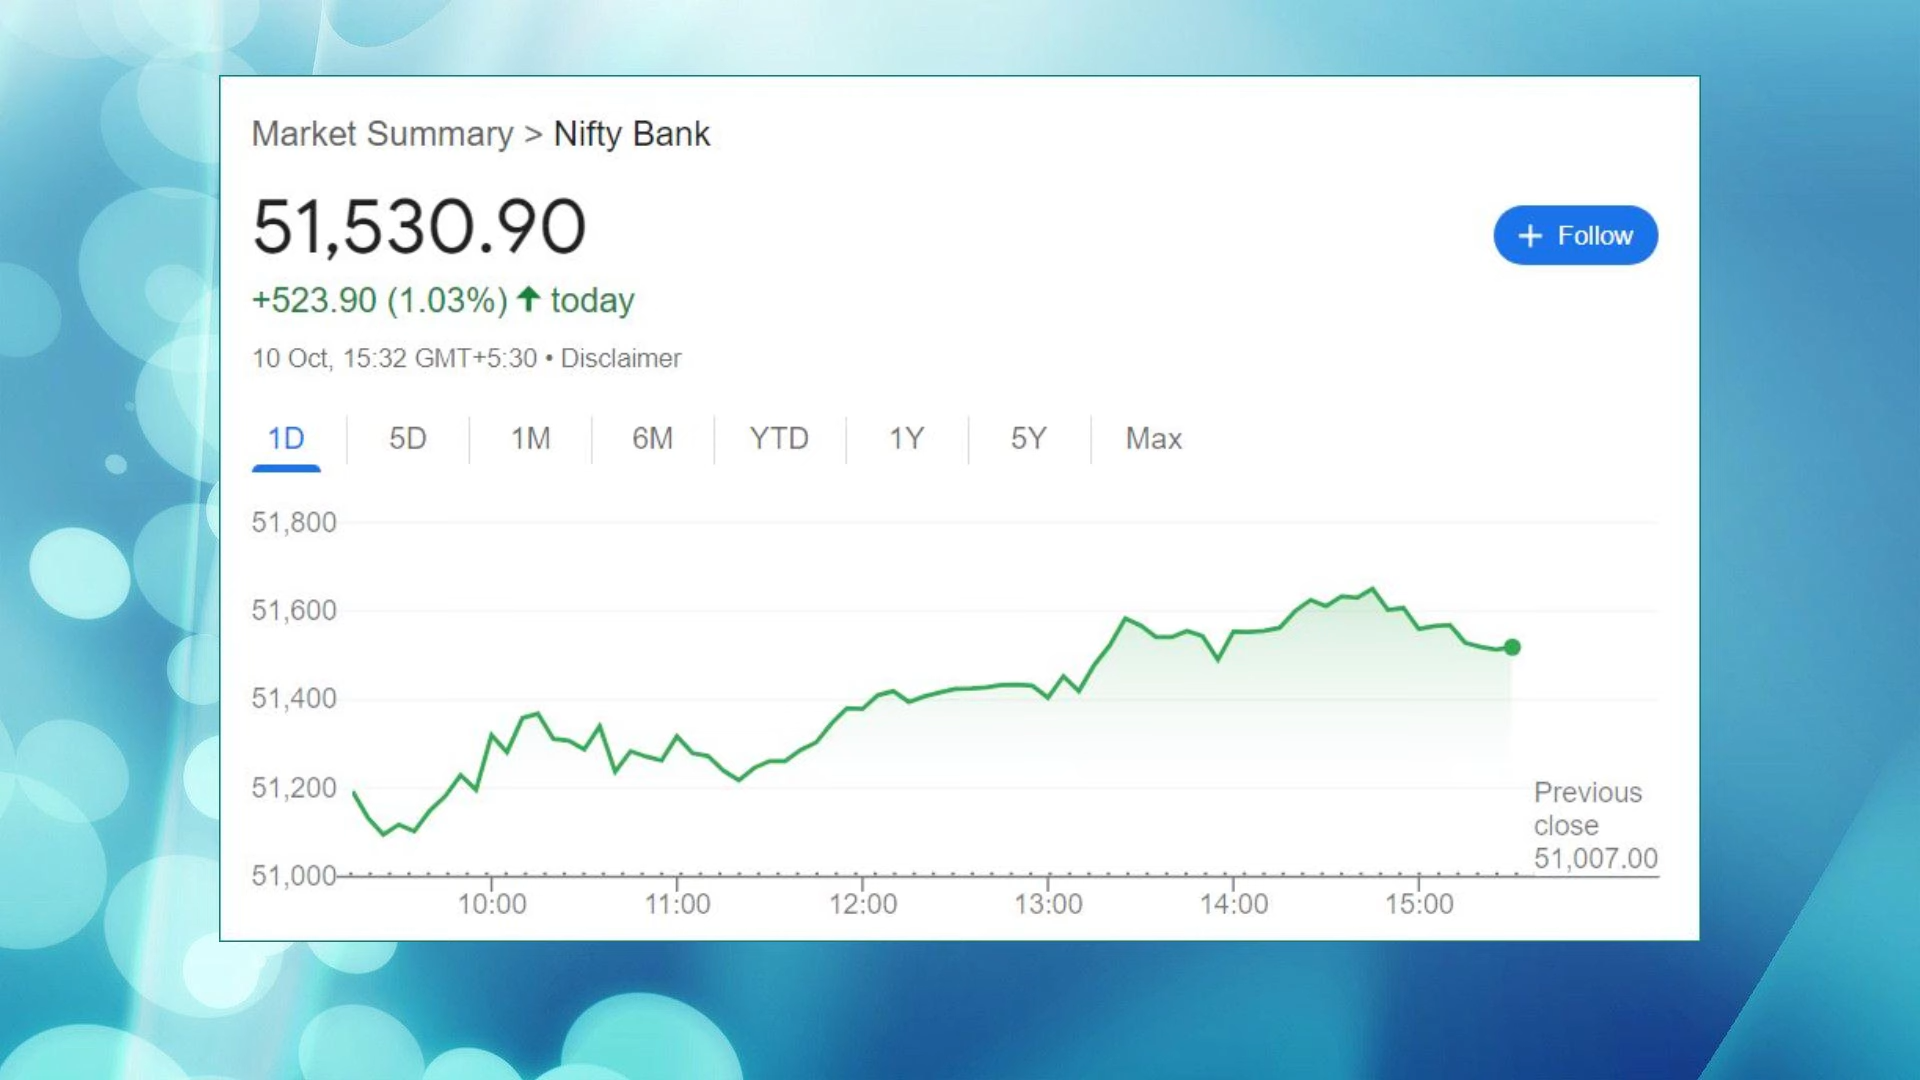 Market Summary > Nifty Bank
51,530.90
+ Follow
+523.90 (1.03%) ↑ today
10 Oct, 15:32 GMT+5:30 • Disclaimer
1D 5D 1M 6M YTD 1Y 5Y Max
51,800
51,600
51,400
51,200
Previous
close
51,007.00
51,000
10:00 11:00 12:00 13:00 14:00 15:00